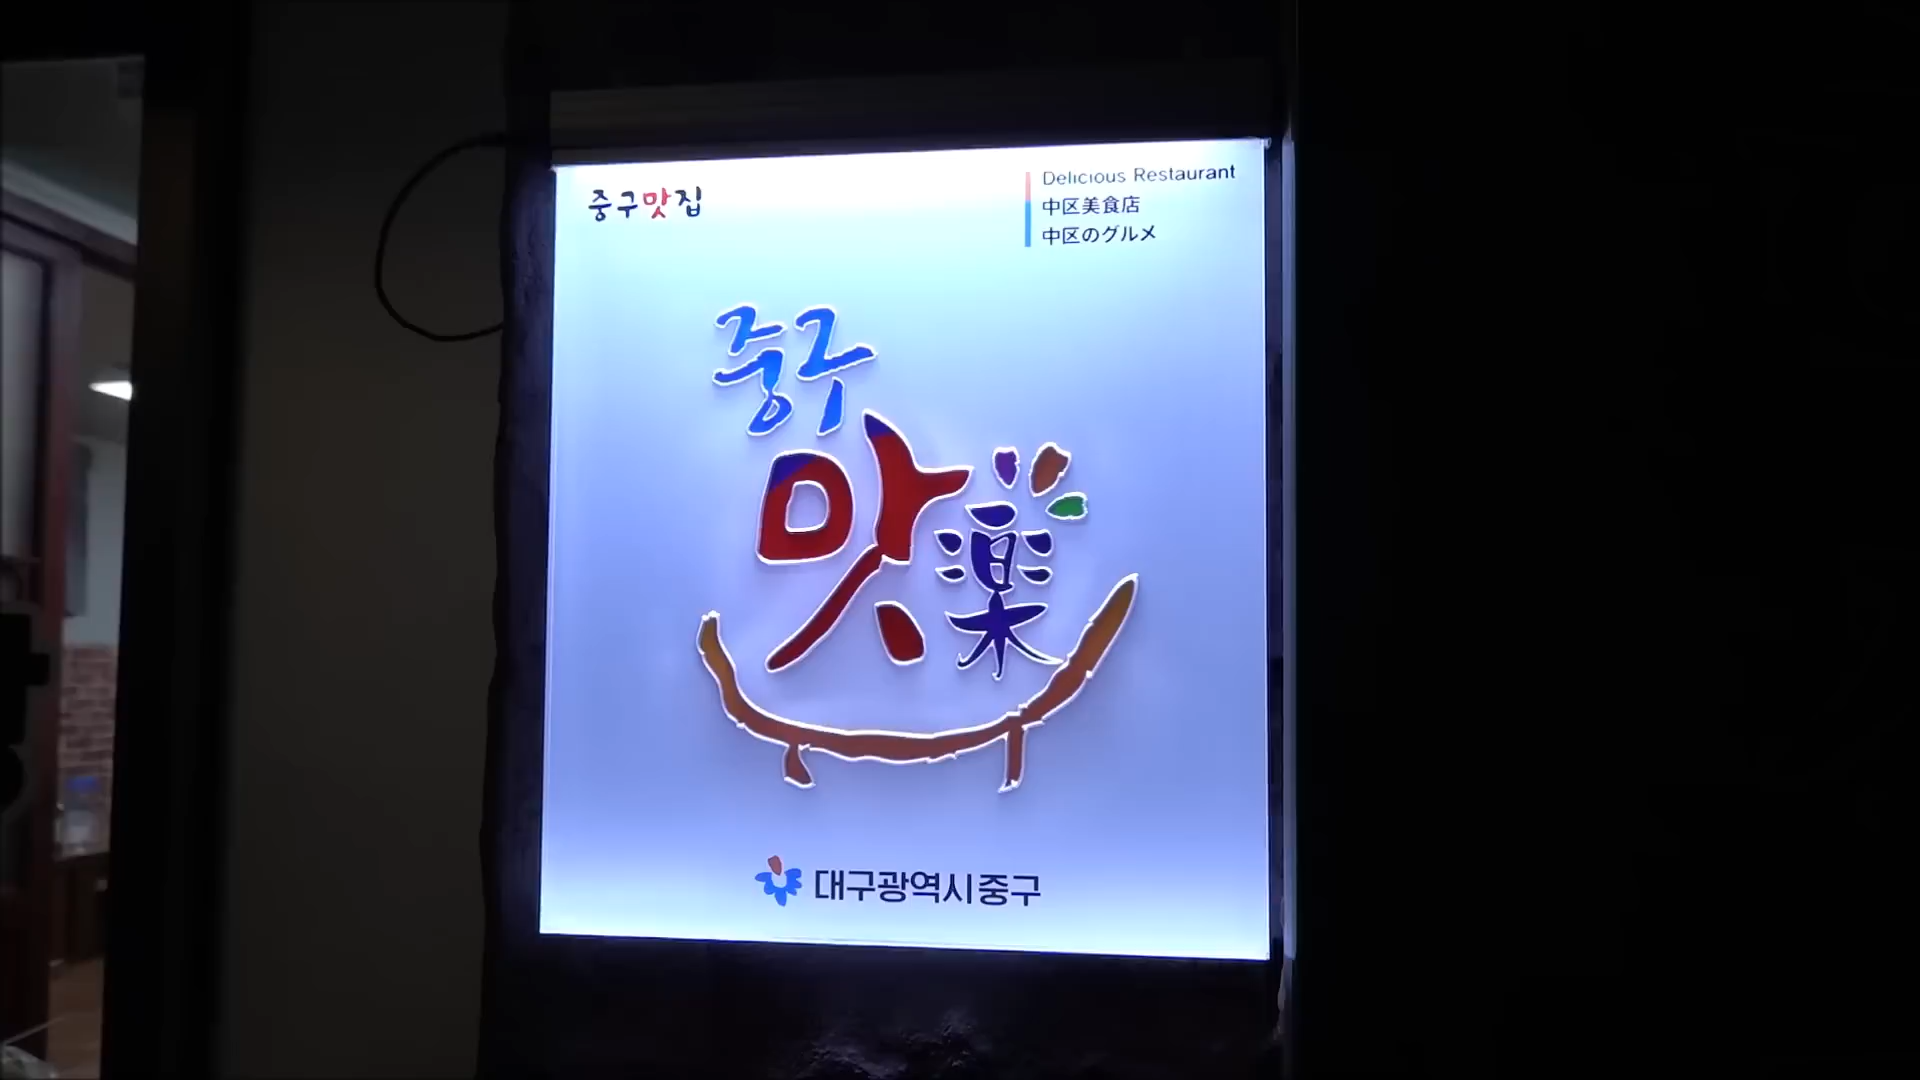 중구맛집
Delicious Restaurant
中区美食店
中区のグルメ
중구
맛楽
대구광역시중구